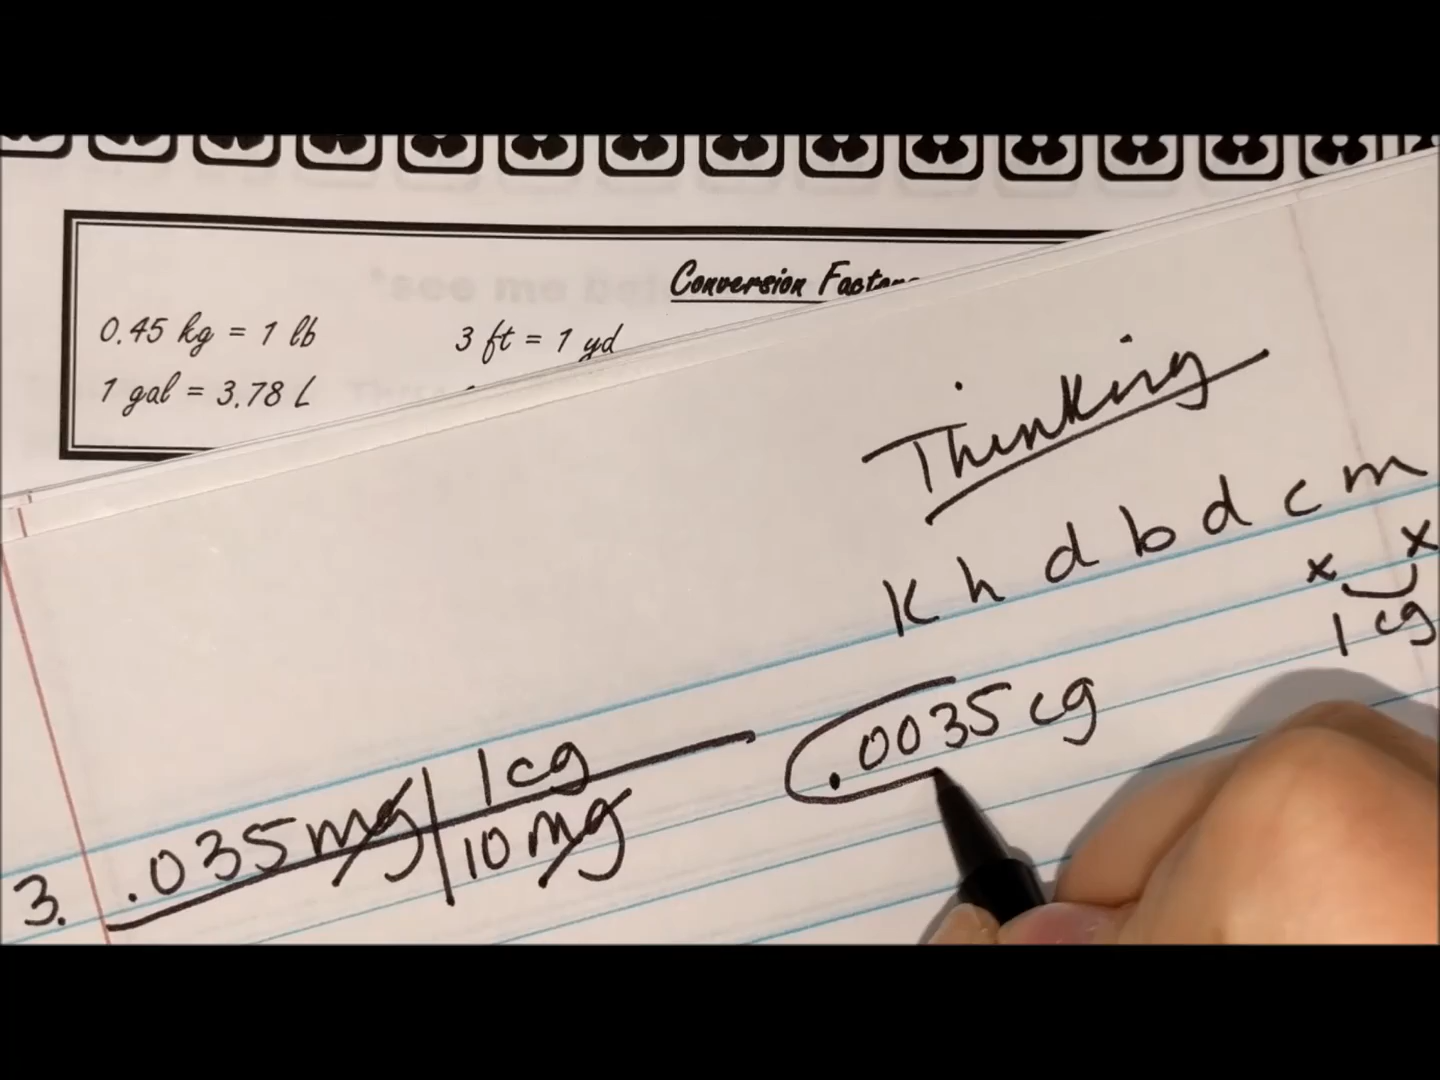 Conversion Factors
0.45 kg = 1 lb
3 ft = 1 yd
1 gal = 3.78 L
Thinking
K h d b d c m
x x
1 cg
.0035 cg
3. .035 mg | 1 cg
10 mg